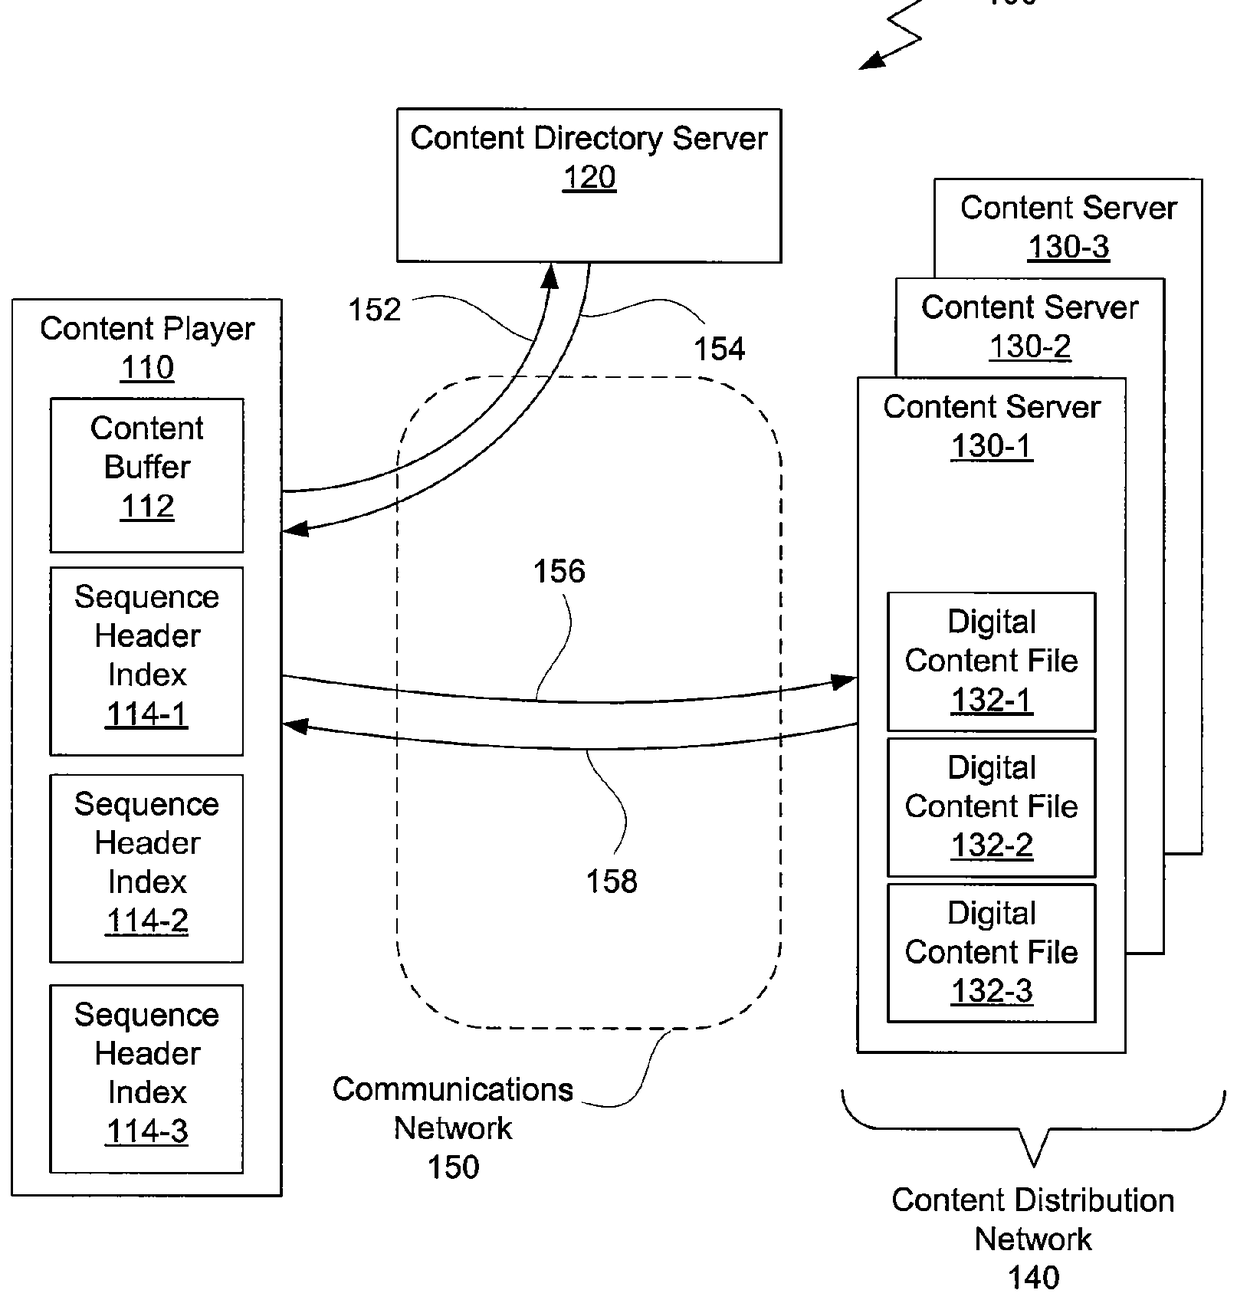 Content Directory Server
120
Content Server
130-3
Content Server
130-2
Content Server
130-1
Content Player
110
Content
Buffer
112
Sequence
Header
Index
114-1
Sequence
Header
Index
114-2
Sequence
Header
Index
114-3
152
154
156
158
Digital
Content File
132-1
Digital
Content File
132-2
Digital
Content File
132-3
Communications
Network
150
Content Distribution
Network
140